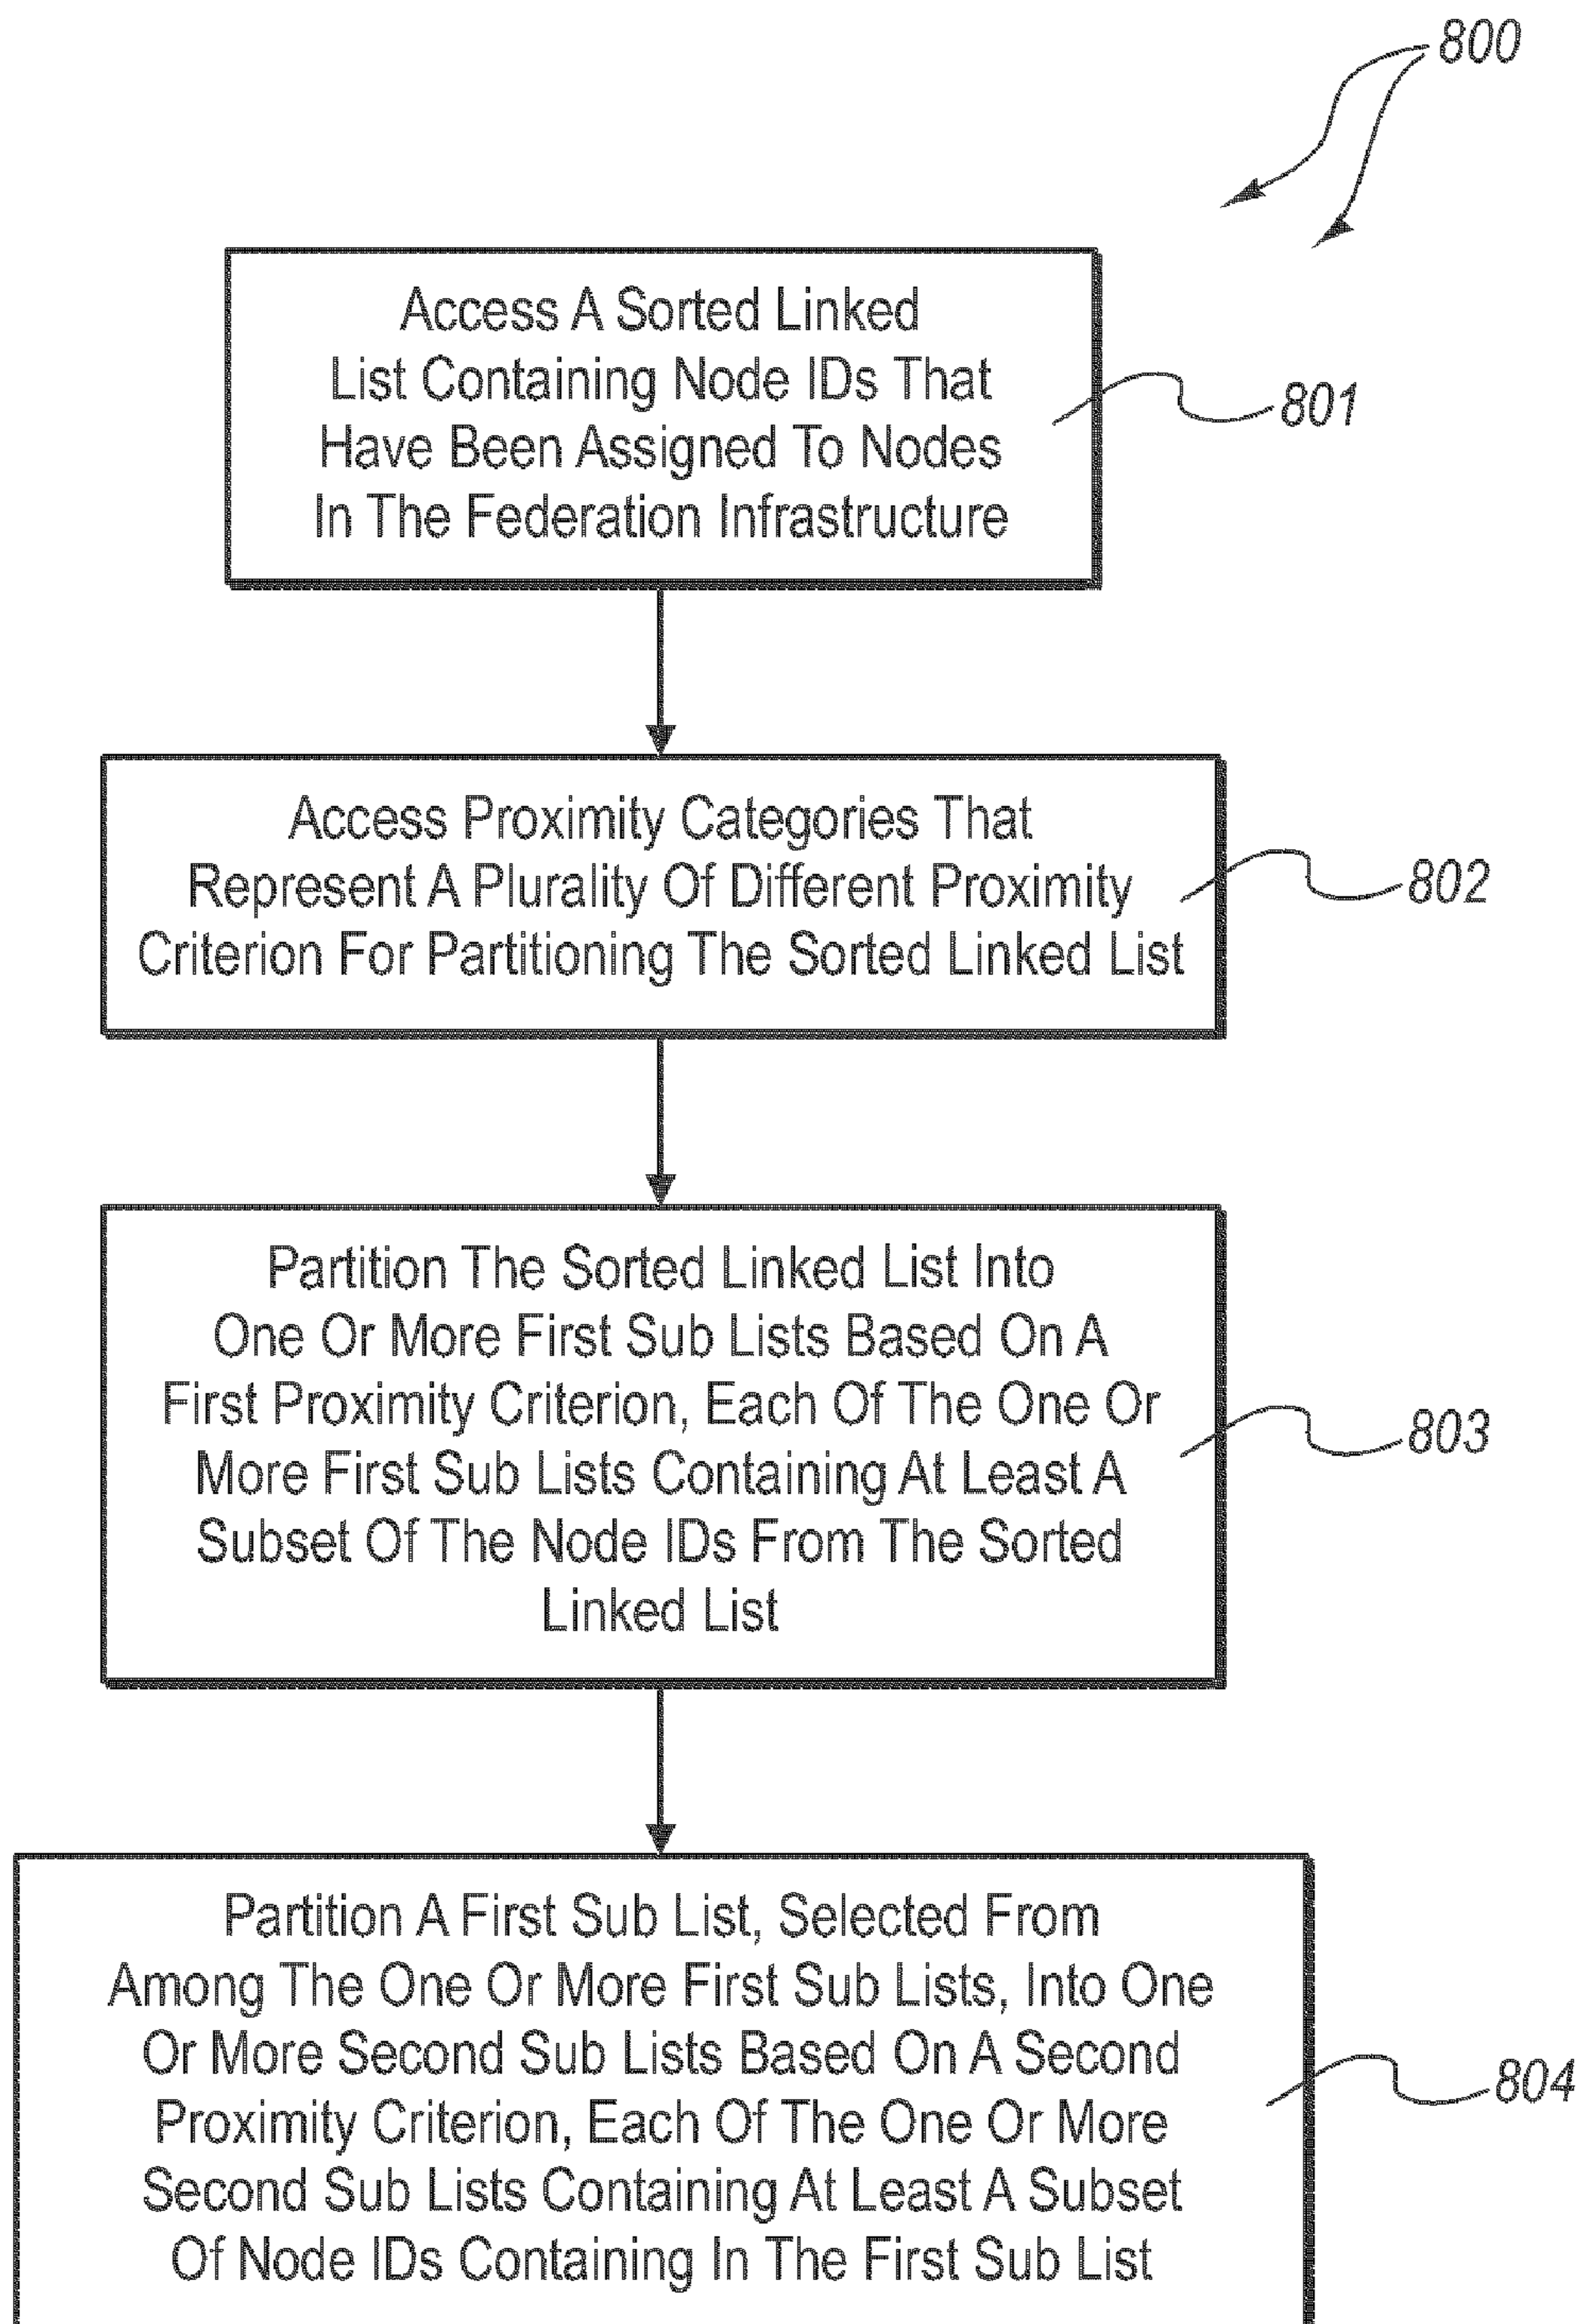 800
Access A Sorted Linked
List Containing Node IDs That
Have Been Assigned To Nodes
In The Federation Infrastructure
801
Access Proximity Categories That
Represent A Plurality Of Different Proximity
Criterion For Partitioning The Sorted Linked List
802
Partition The Sorted Linked List Into
One Or More First Sub Lists Based On A
First Proximity Criterion, Each Of The One Or
More First Sub Lists Containing At Least A
Subset Of The Node IDs From The Sorted
Linked List
803
Partition A First Sub List, Selected From
Among The One Or More First Sub Lists, Into One
Or More Second Sub Lists Based On A Second
Proximity Criterion, Each Of The One Or More
Second Sub Lists Containing At Least A Subset
Of Node IDs Containing In The First Sub List
804